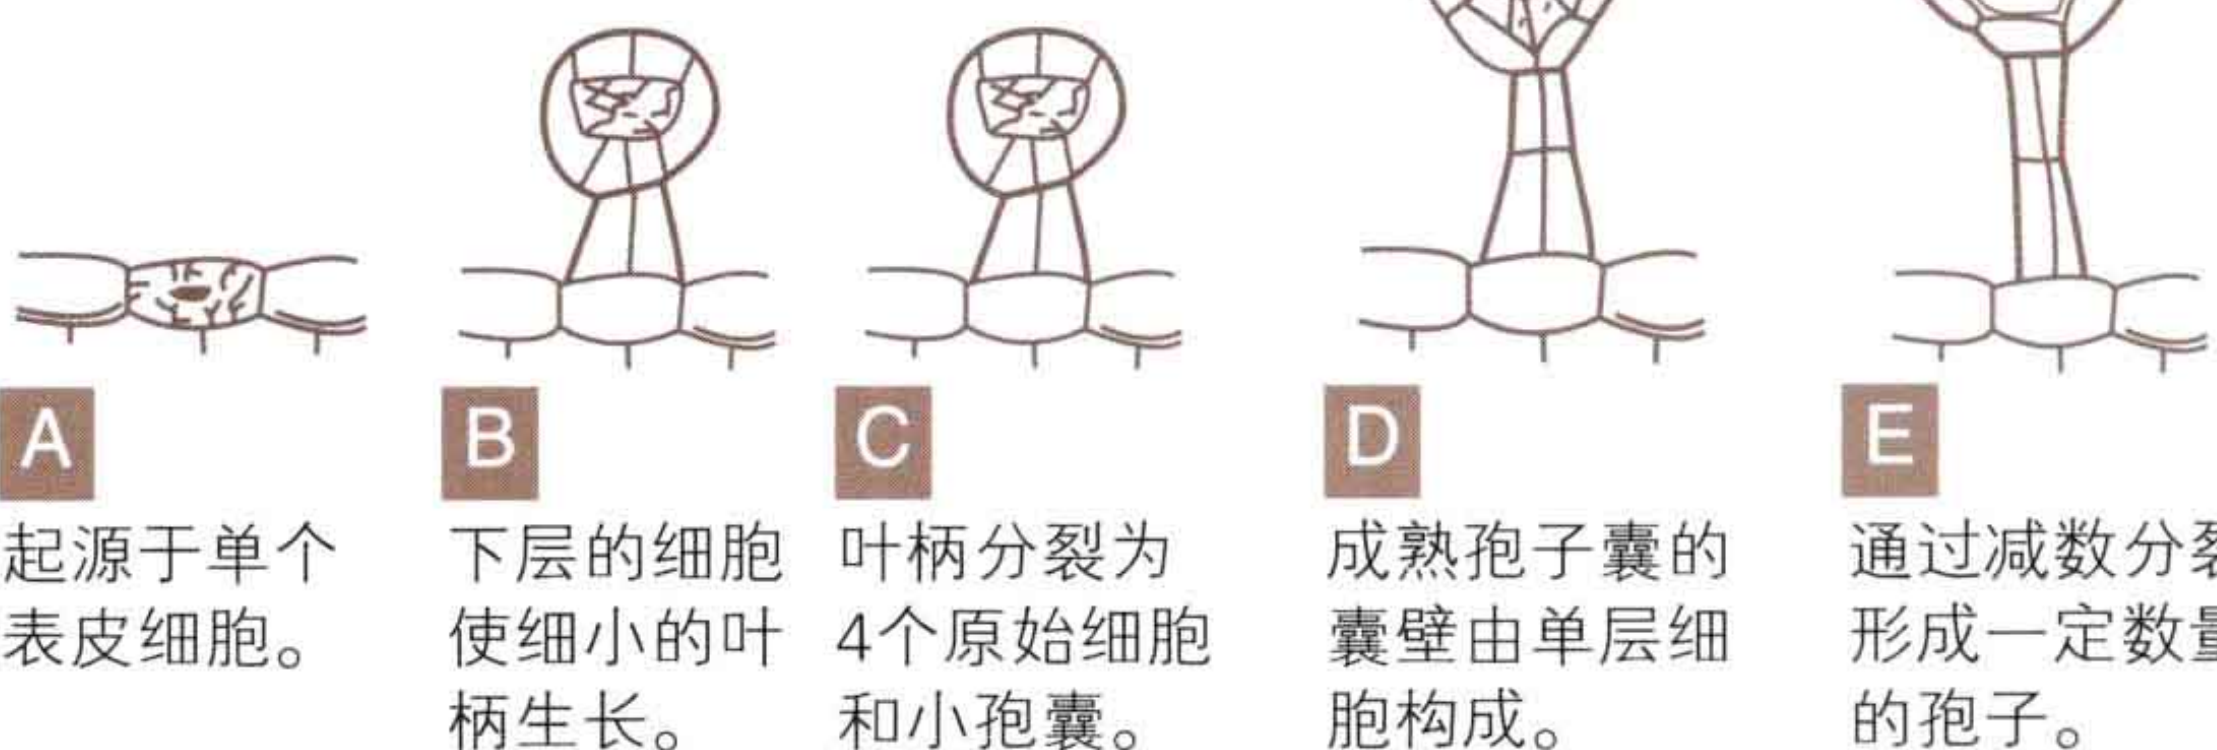 A
起源于单个
表皮细胞。
B
下层的细胞
使细小的叶
柄生长。
C
叶柄分裂为
4个原始细胞
和小孢囊。
D
成熟孢子囊的
囊壁由单层细
胞构成。
E
通过减数分裂
形成一定数量
的孢子。